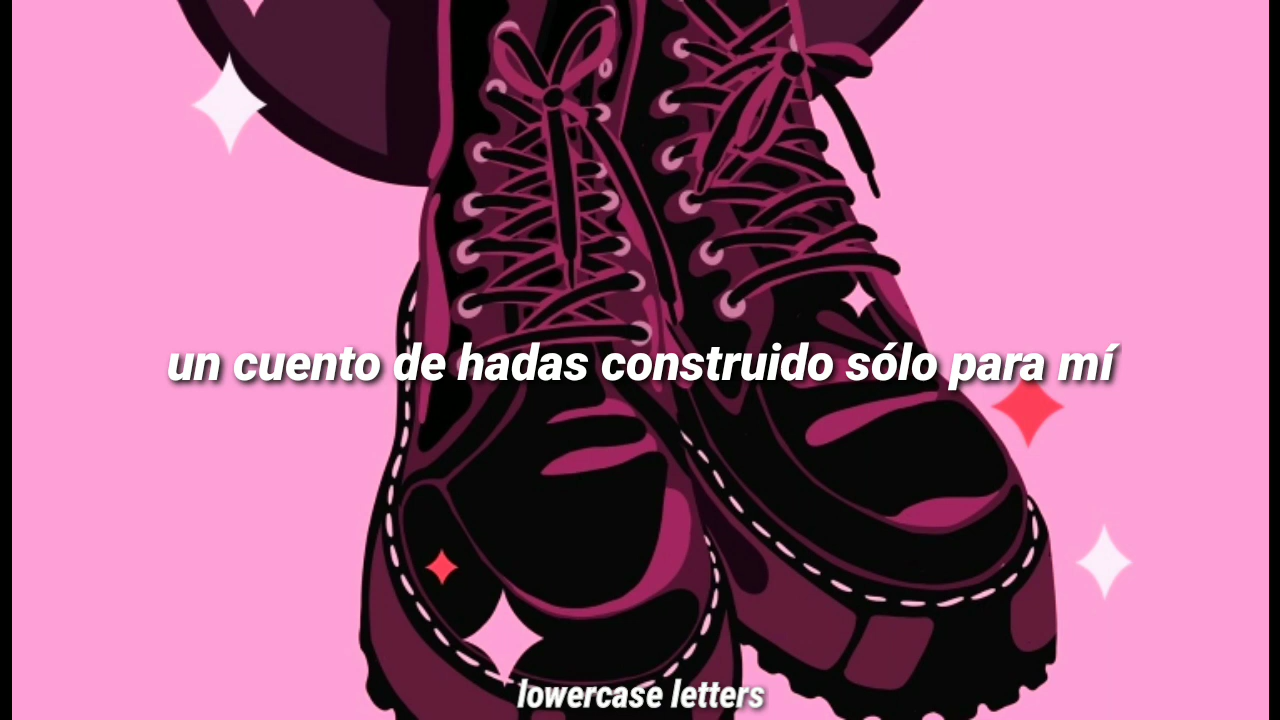 un cuento de hadas construido sólo para mí
lowercase letters